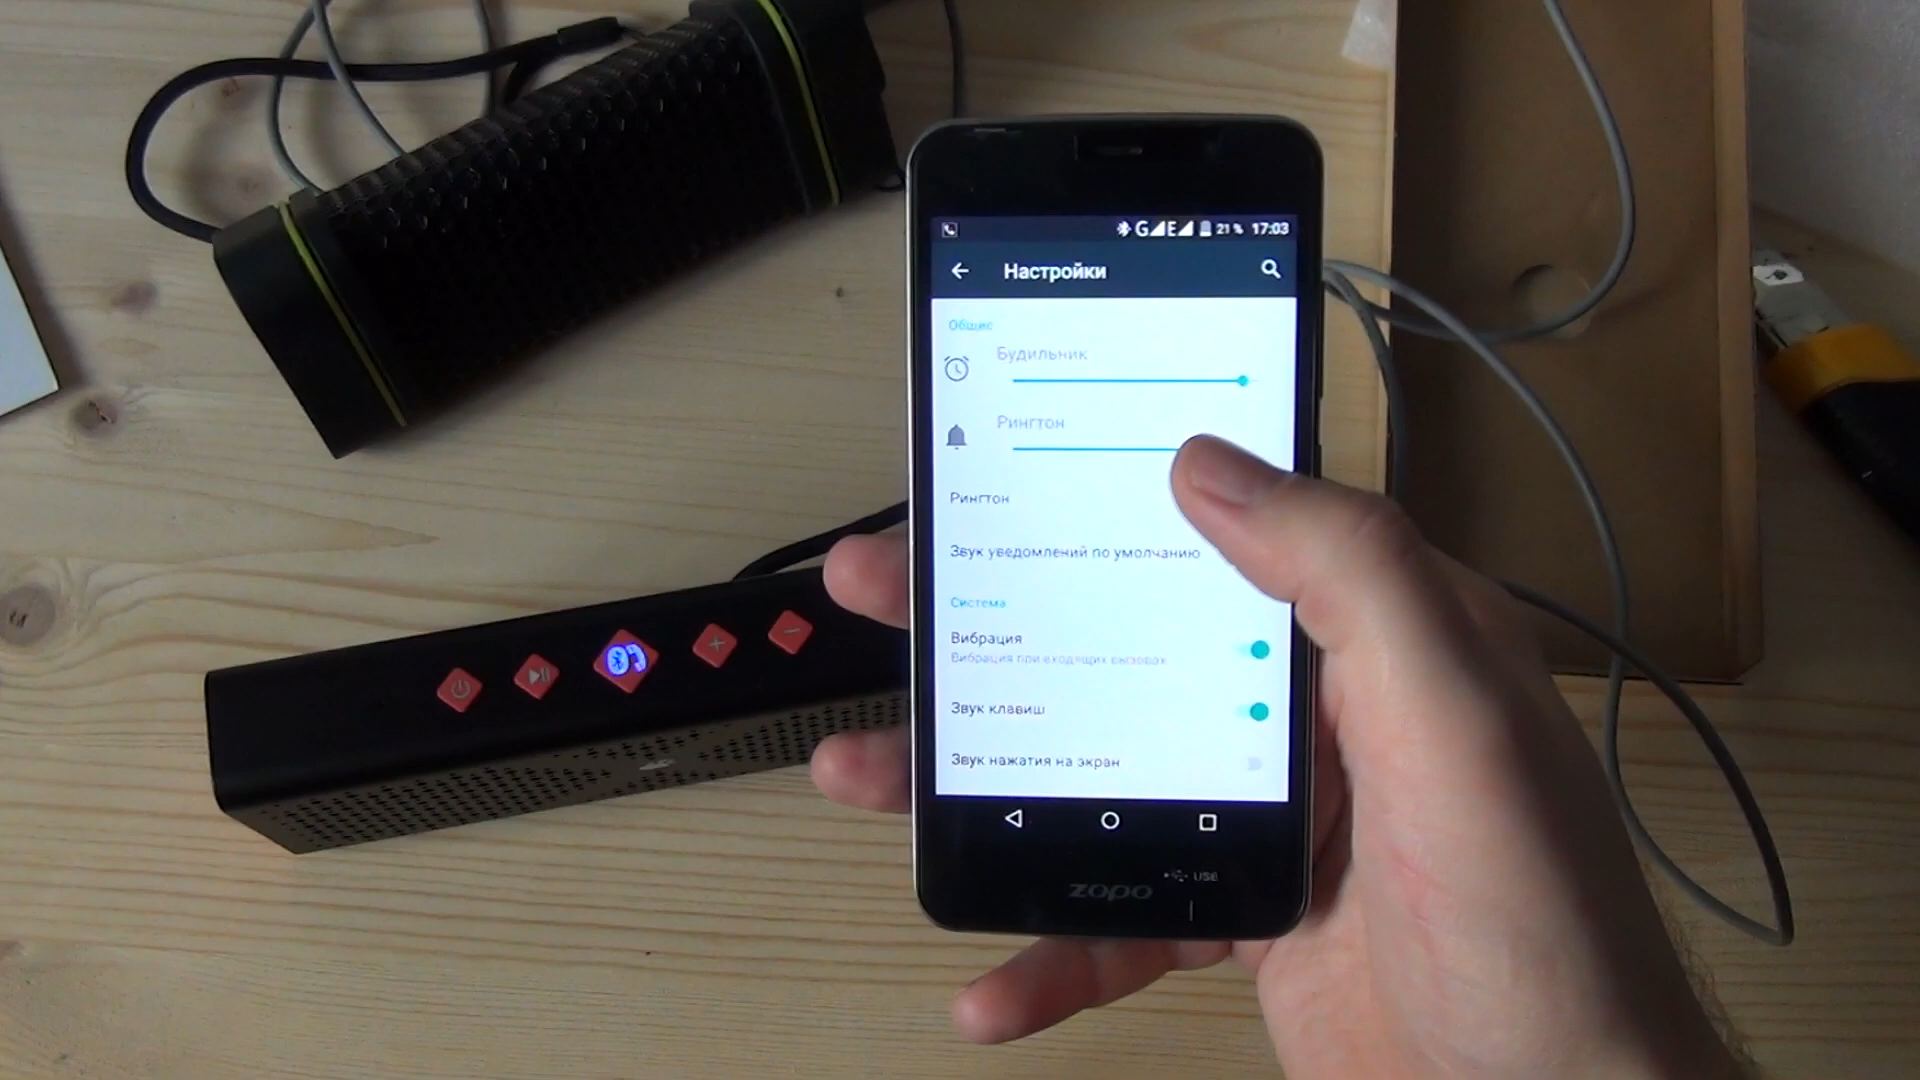 G E 21 % 17:03
Настройки
Общие
Будильник
Рингтон
Рингтон
Звук уведомлений по умолчанию
Система
Вибрация
Вибрация при входящих вызовах
Звук клавиш
Звук нажатия на экран
USB
ZOPO